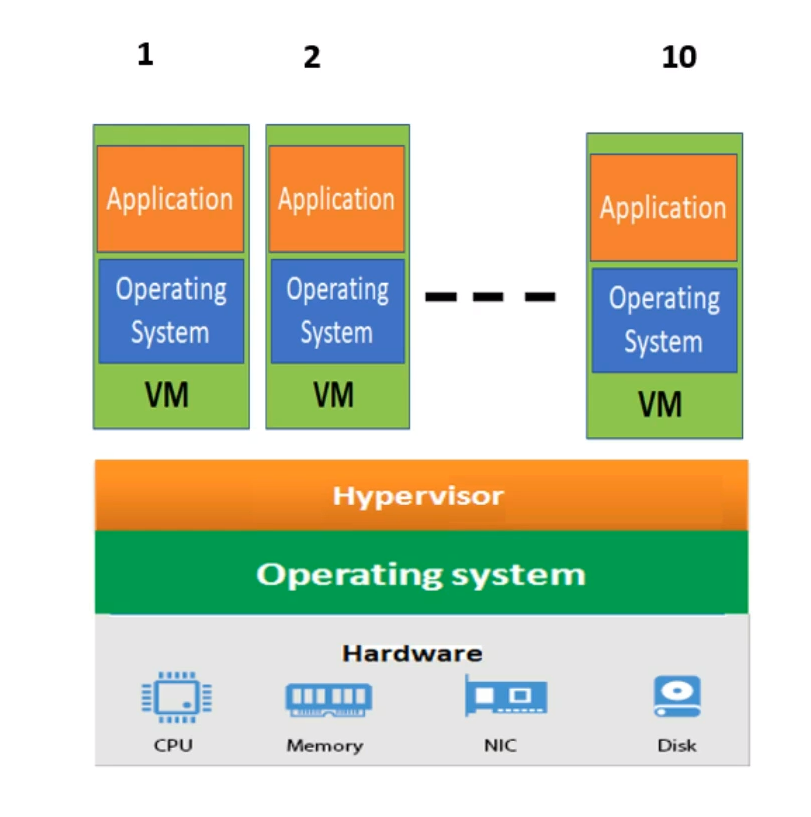 1
2
10
Application
Application
Application
Operating
System
Operating
System
Operating
System
VM
VM
VM
Hypervisor
Operating system
Hardware
CPU
Memory
NIC
Disk